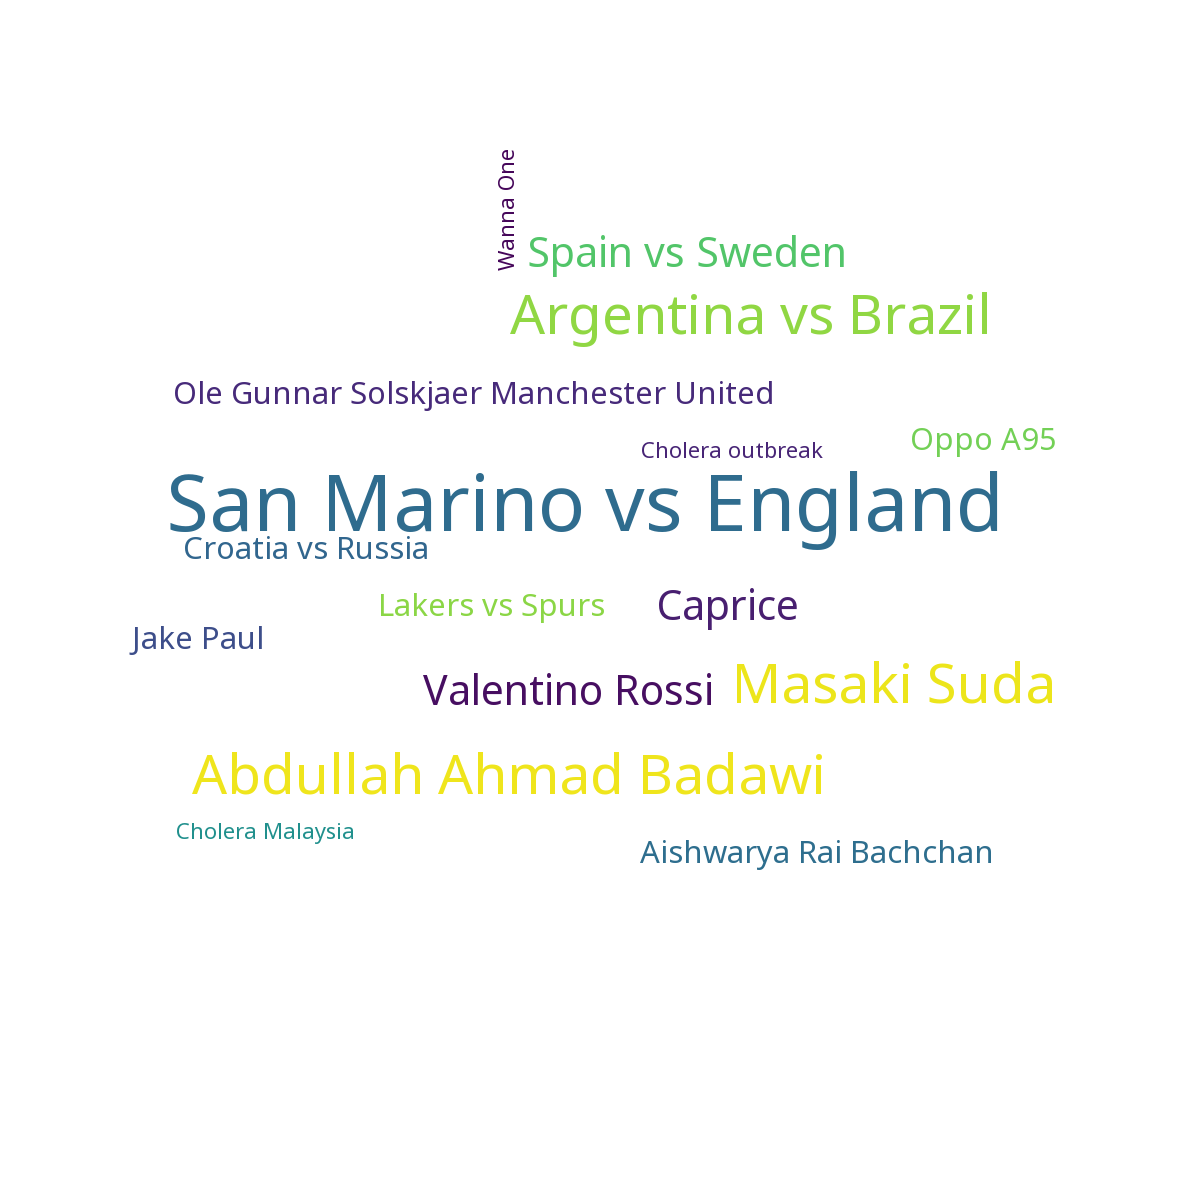 Wanna One
Spain vs Sweden
Argentina vs Brazil
Ole Gunnar Solskjaer Manchester United
Oppo A95
Cholera outbreak
San Marino vs England
Croatia vs Russia
Lakers vs Spurs
Caprice
Jake Paul
Valentino Rossi
Masaki Suda
Abdullah Ahmad Badawi
Cholera Malaysia
Aishwarya Rai Bachchan